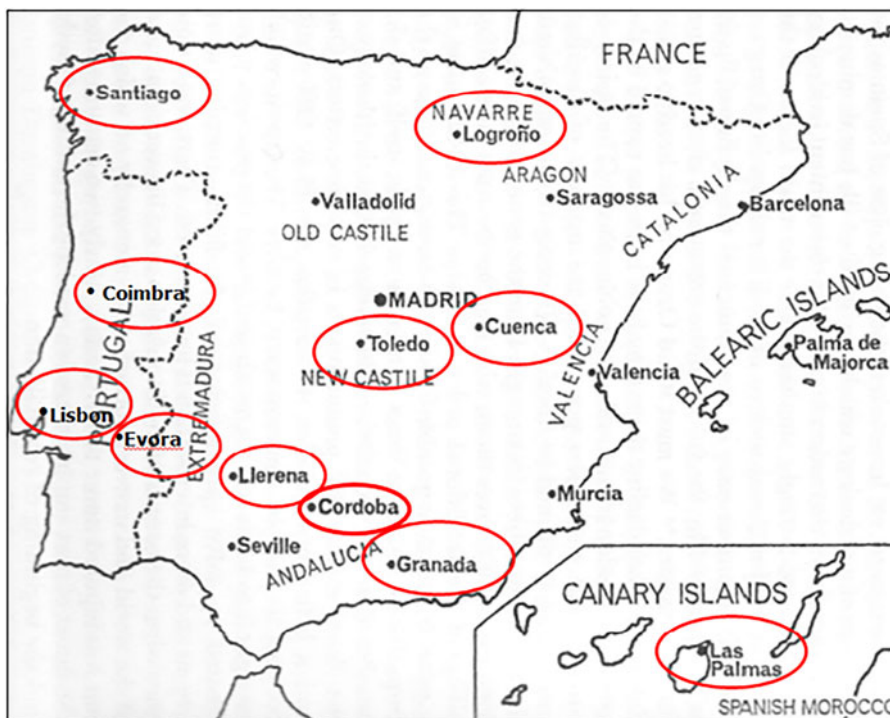 FRANCE
Santiago
NAVARRE
Logroño
ARAGON
CATALONIA
Valladolid
Saragossa
Barcelona
OLD CASTILE
Coimbra
MADRID
Cuenca
BALEARIC ISLANDS
Toledo
Palma de
Majorca
NEW CASTILE
VALENCIA
Valencia
PORTUGAL
EXTREMADURA
Lisbon
Evora
Llerena
Murcia
Cordoba
Seville
ANDALUCIA
Granada
CANARY ISLANDS
Las
Palmas
SPANISH MOROCCO